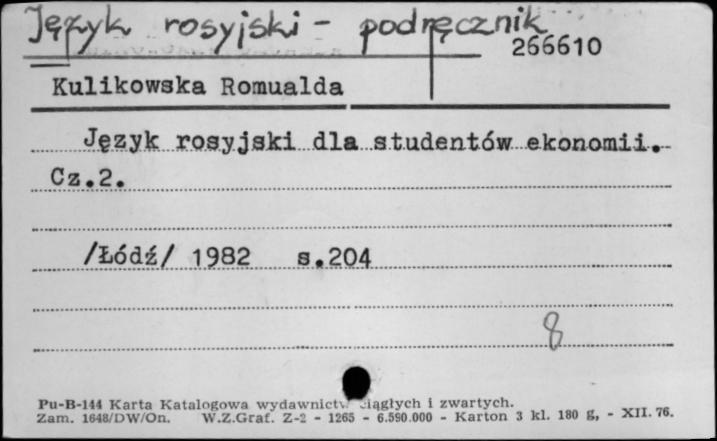 Język rosyjski - podręcznik
266610
Kulikowska Romualda
Język rosyjski dla studentów ekonomii.
Cz.2.
/Łódź/ 1982 s.204
8
Pu-B-144 Karta Katalogowa wydawnictw ciągłych i zwartych.
Zam. 1648/DW/On. W.Z.Graf. Z-2 - 1265 - 6.590.000 - Karton 3 kl. 180 g, - XII. 76.